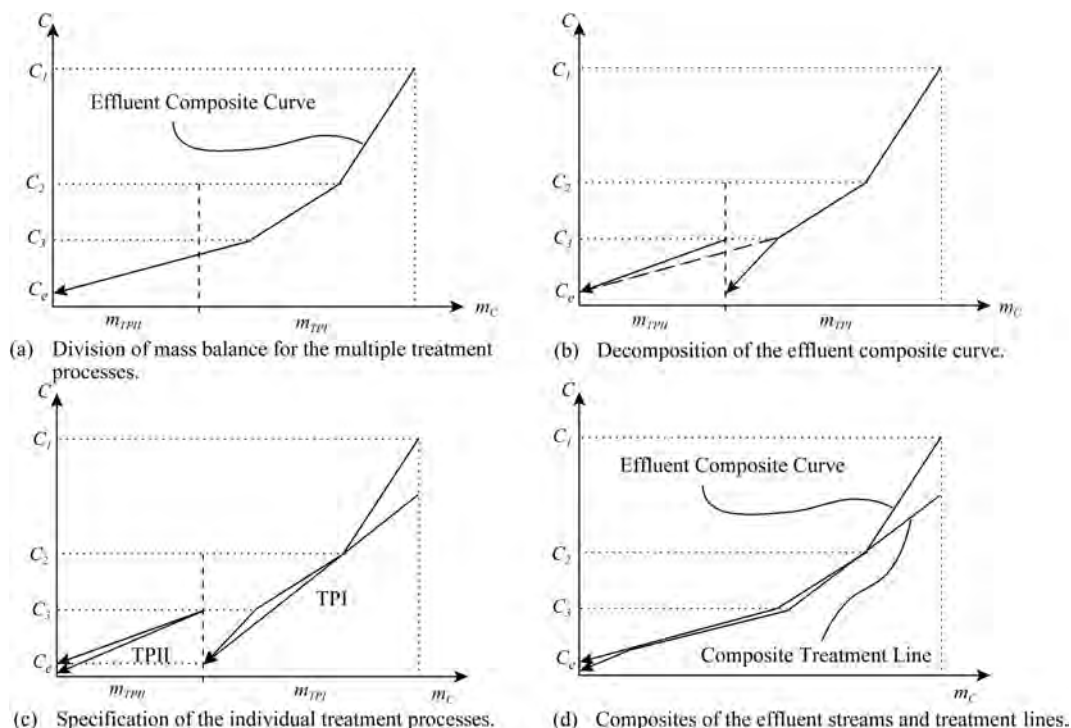 C
C1
Effluent Composite Curve
C2
C3
Ce
mTPII
mTPI
mC
(a) Division of mass balance for the multiple treatment
processes.
C
C1
C2
C3
Ce
mTPII
mTPI
mC
(b) Decomposition of the effluent composite curve.
C
C1
C2
C3
TPI
Ce
TPII
mTPII
mTPI
mC
(c) Specification of the individual treatment processes.
C
C1
Effluent Composite Curve
C2
C3
Ce
Composite Treatment Line
mC
(d) Composites of the effluent streams and treatment lines.